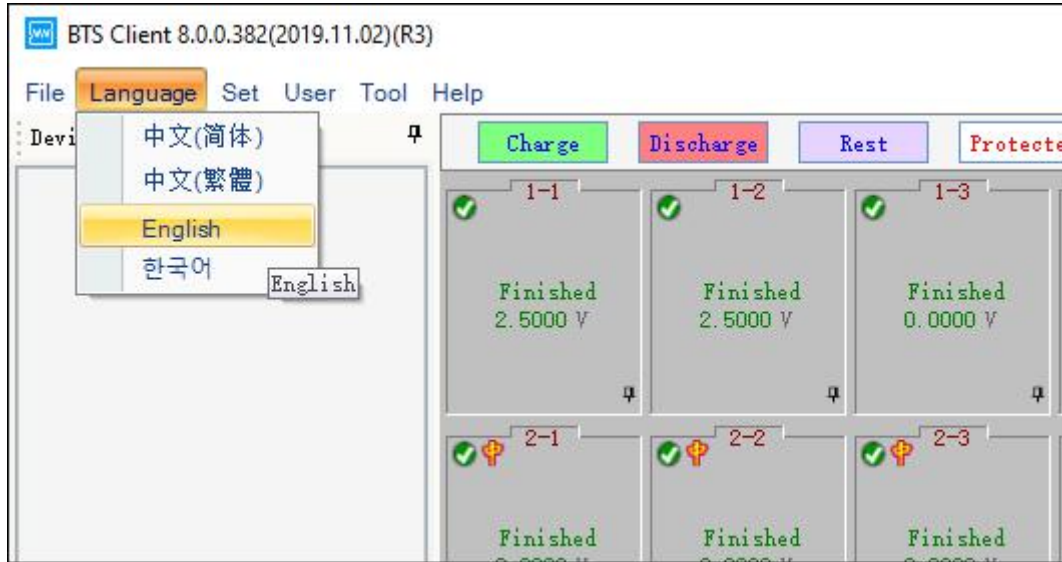 BTS Client 8.0.0.382(2019.11.02)(R3)
File Language Set User Tool Help
Devi
中文(简体)
中文(繁體)
English
한국어
English
Charge Discharge Rest Protecte
1-1 1-2 1-3
Finished Finished Finished
2.5000 V 2.5000 V 0.0000 V
2-1 2-2 2-3
Finished Finished Finished